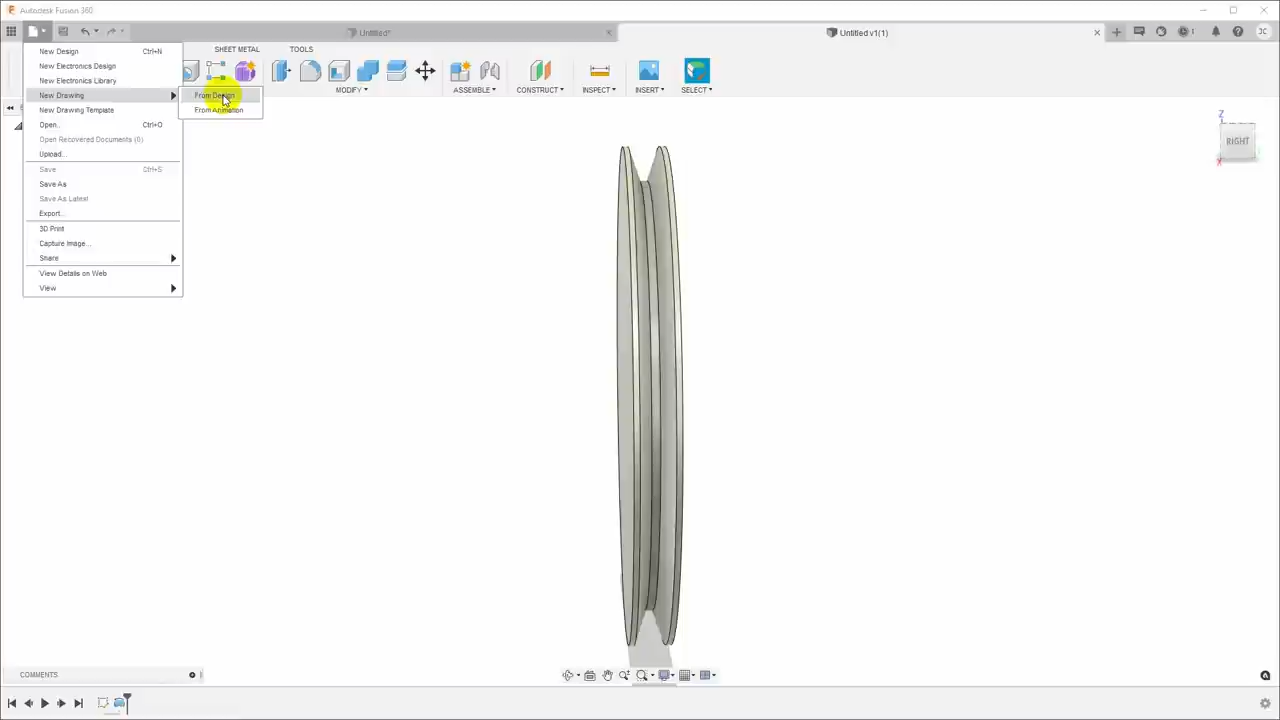 Autodesk Fusion 360
Untitled*
Untitled v1(1)
1
JC
New Design Ctrl+N
New Electronics Design
New Electronics Library
New Drawing
New Drawing Template
Open.. Ctrl+O
Open Recovered Documents (0)
Upload...
Save Ctrl+S
Save As
Save As Latest
Export...
3D Print
Capture Image...
Share
View Details on Web
View
From Design
From Animation
SHEET METAL TOOLS
MODIFY ASSEMBLE CONSTRUCT INSPECT INSERT SELECT
Z
RIGHT
X
COMMENTS